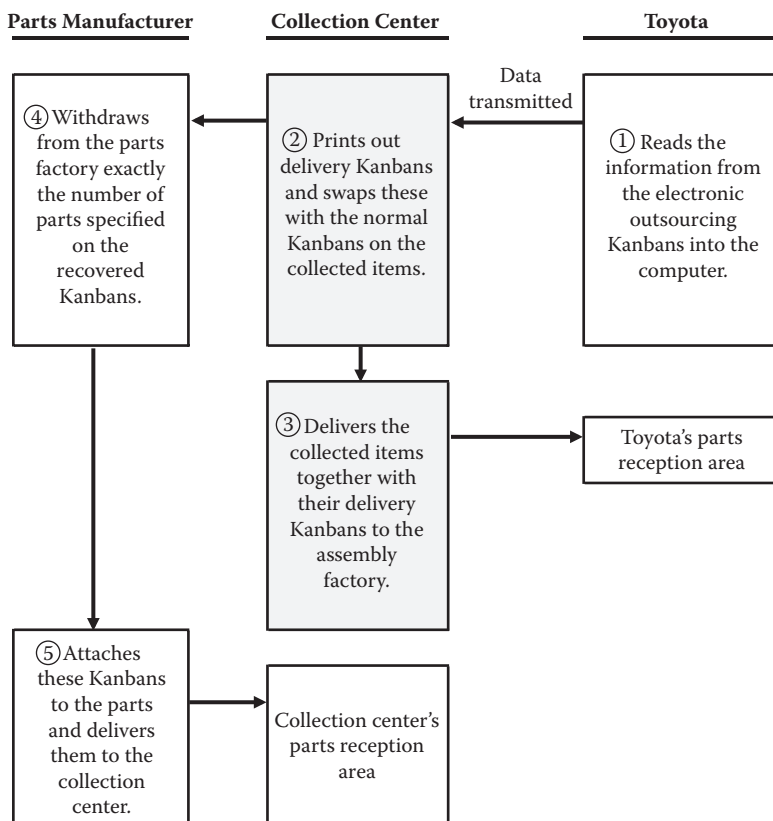 Parts Manufacturer
Collection Center
Toyota
Data
transmitted
④ Withdraws
from the parts
factory exactly
the number of
parts specified
on the
recovered
Kanbans.
② Prints out
delivery Kanbans
and swaps these
with the normal
Kanbans on the
collected items.
① Reads the
information from
the electronic
outsourcing
Kanbans into the
computer.
③ Delivers the
collected items
together with
their delivery
Kanbans to the
assembly
factory.
Toyota’s parts
reception area
⑤ Attaches
these Kanbans
to the parts
and delivers
them to the
collection
center.
Collection center’s
parts reception
area